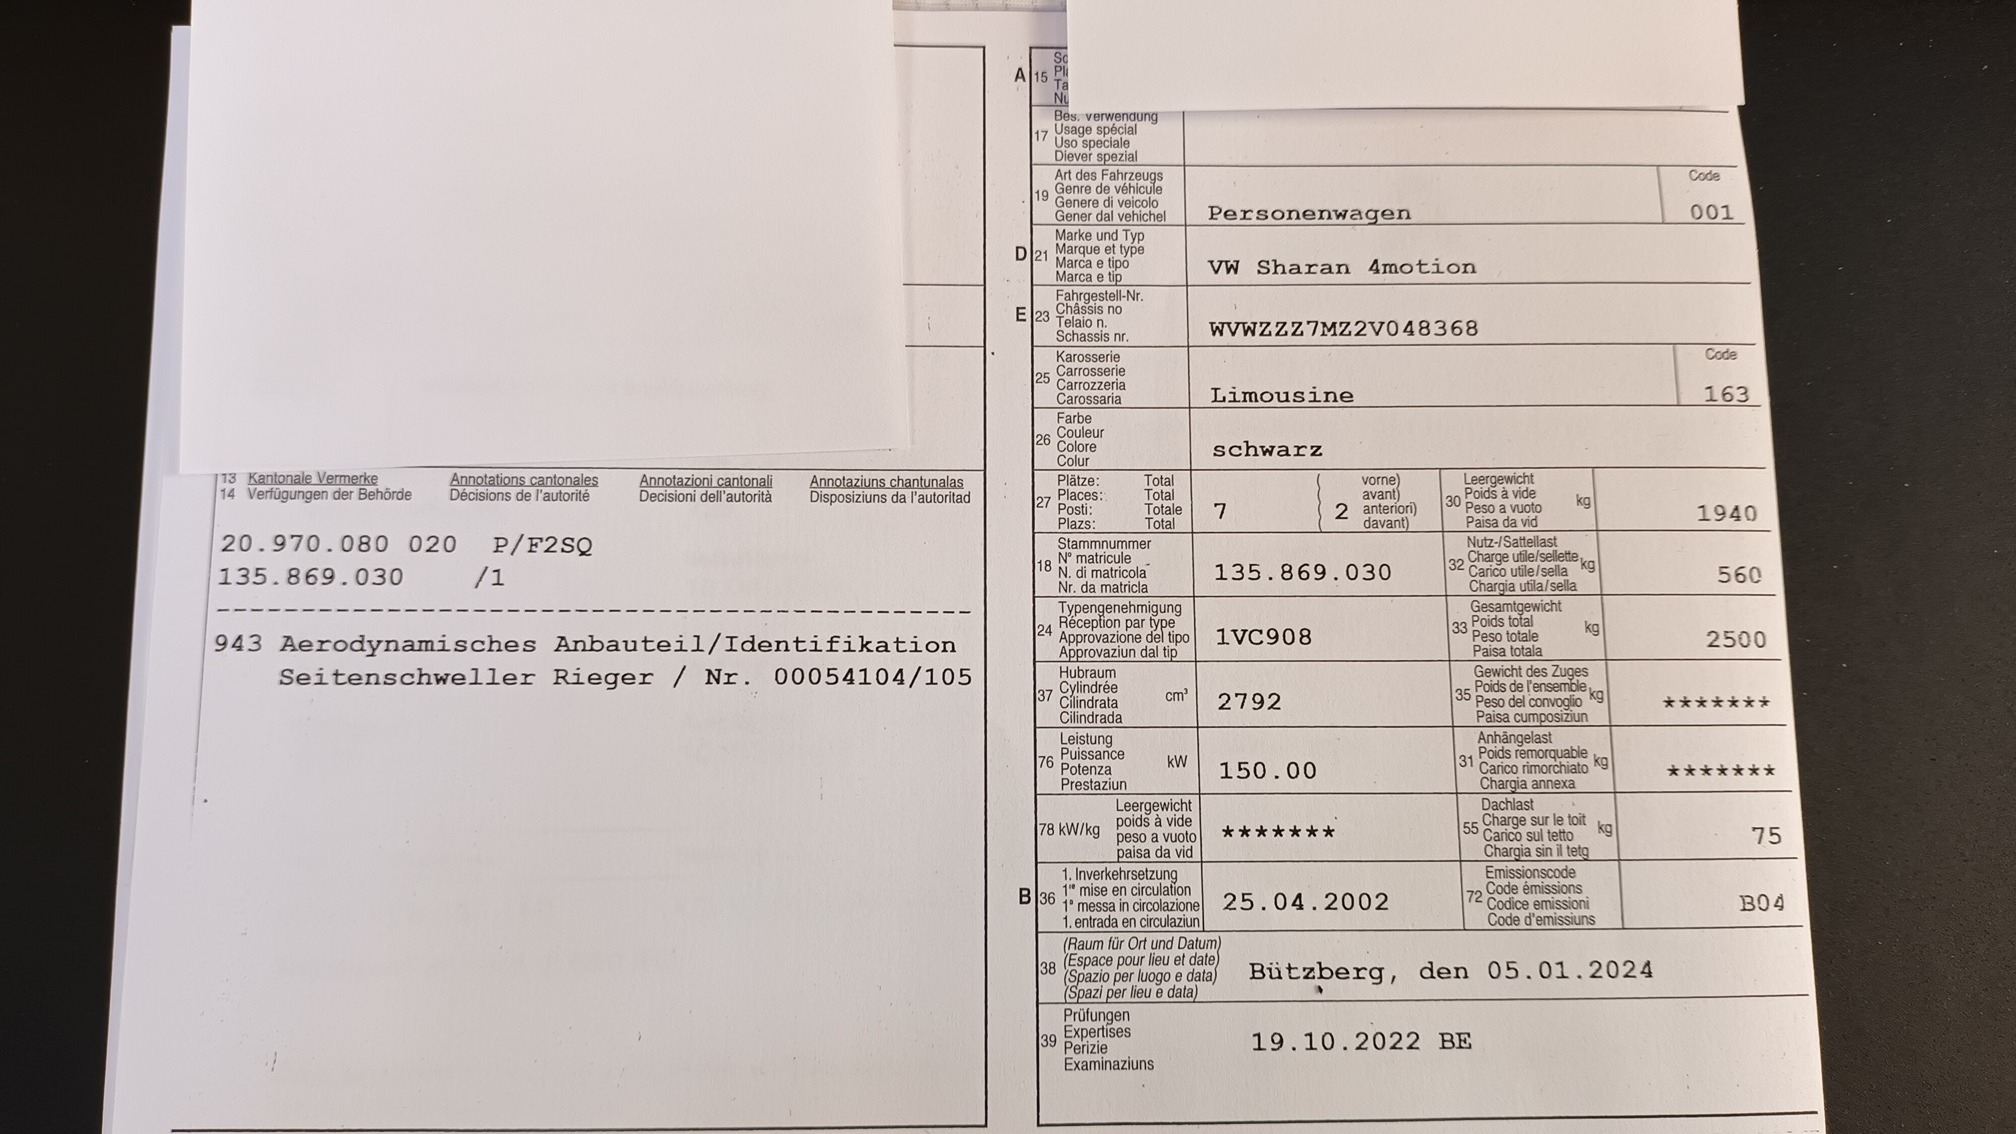 13 Kantonale Vermerke Annotations cantonales Annotazioni cantonali Annotaziuns chantunalas
14 Verfügungen der Behörde Décisions de l'autorité Decisioni dell'autorità Disposiziuns da l'autoritad
20.970.080 020 P/F2SQ
135.869.030 /1
943 Aerodynamisches Anbauteil/Identifikation
Seitenschweller Rieger / Nr. 00054104/105
A 15
17 Bes. Verwendung
Usage spécial
Uso speciale
Diever spezial
19 Art des Fahrzeugs
Genre de véhicule
Genere di veicolo
Gener dal vehichel
Personenwagen
Code
001
D 21 Marke und Typ
Marque et type
Marca e tipo
Marca e tip
VW Sharan 4motion
E 23 Fahrgestell-Nr.
Châssis no
Telaio n.
Schassis nr.
WVWZZZ7MZ2V048368
25 Karosserie
Carrosserie
Carrozzeria
Carossaria
Limousine
Code
163
26 Farbe
Couleur
Colore
Colur
schwarz
27 Plätze: Total
Places: Total
Posti: Totale
Plazs: Total
7
( 2 vorne)
avant)
anteriori)
davant)
30 Leergewicht
Poids à vide
Peso a vuoto
Paisa da vid
kg
1940
18 Stammnummer
N° matricule
N. di matricola
Nr. da matricla
135.869.030
32 Nutz-/Sattellast
Charge utile/sellette
Carico utile/sella
Chargia utila/sella
kg
560
24 Typengenehmigung
Réception par type
Approvazione del tipo
Approvaziun dal tip
1VC908
33 Gesamtgewicht
Poids total
Peso totale
Paisa totala
kg
2500
37 Hubraum
Cylindrée
Cilindrata
Cilindrada
cm³
2792
35 Gewicht des Zuges
Poids de l'ensemble
Peso del convoglio
Paisa cumposiziun
kg
*******
76 Leistung
Puissance
Potenza
Prestaziun
kW
150.00
31 Anhängelast
Poids remorquable
Carico rimorchiato
Chargia annexa
kg
*******
78 kW/kg Leergewicht
poids à vide
peso a vuoto
paisa da vid
*******
55 Dachlast
Charge sur le toit
Carico sul tetto
Chargia sin il tetg
kg
75
B 36 1. Inverkehrsetzung
1re mise en circulation
1a messa in circolazione
1. entrada en circulaziun
25.04.2002
72 Emissionscode
Code émissions
Codice emissioni
Code d'emissiuns
B04
38 (Raum für Ort und Datum)
(Espace pour lieu et date)
(Spazio per luogo e data)
(Spazi per lieu e data)
Bützberg, den 05.01.2024
39 Prüfungen
Expertises
Perizie
Examinaziuns
19.10.2022 BE